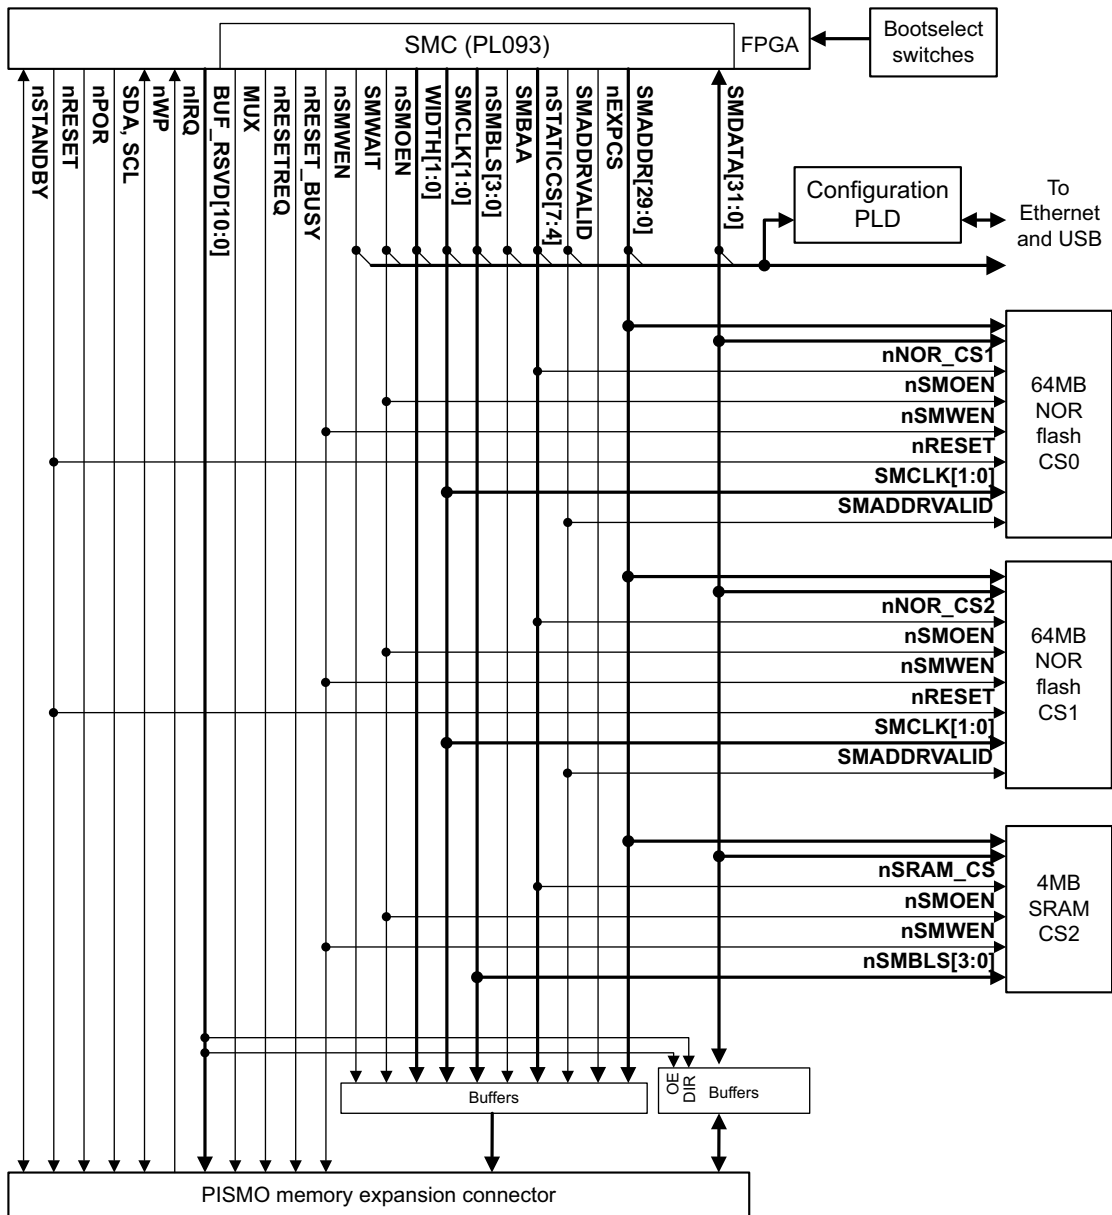 SMC (PL093)
FPGA
Bootselect
switches
nSTANDBY
nRESET
nPOR
SDA, SCL
nWP
nIRQ
BUF_RSVD[10:0]
MUX
nRESETREQ
nRESET_BUSY
nSMWEN
SMWAIT
nSMOEN
WIDTH[1:0]
SMCLK[1:0]
nSMBLS[3:0]
SMBAA
nSTATICCS[7:4]
SMADDRVALID
nEXPCS
SMADDR[29:0]
SMDATA[31:0]
Configuration
PLD
To
Ethernet
and USB
nNOR_CS1
nSMOEN
nSMWEN
nRESET
SMCLK[1:0]
SMADDRVALID
64MB
NOR
flash
CS0
nNOR_CS2
nSMOEN
nSMWEN
nRESET
SMCLK[1:0]
SMADDRVALID
64MB
NOR
flash
CS1
nSRAM_CS
nSMOEN
nSMWEN
nSMBLS[3:0]
4MB
SRAM
CS2
Buffers
OE
DIR
Buffers
PISMO memory expansion connector